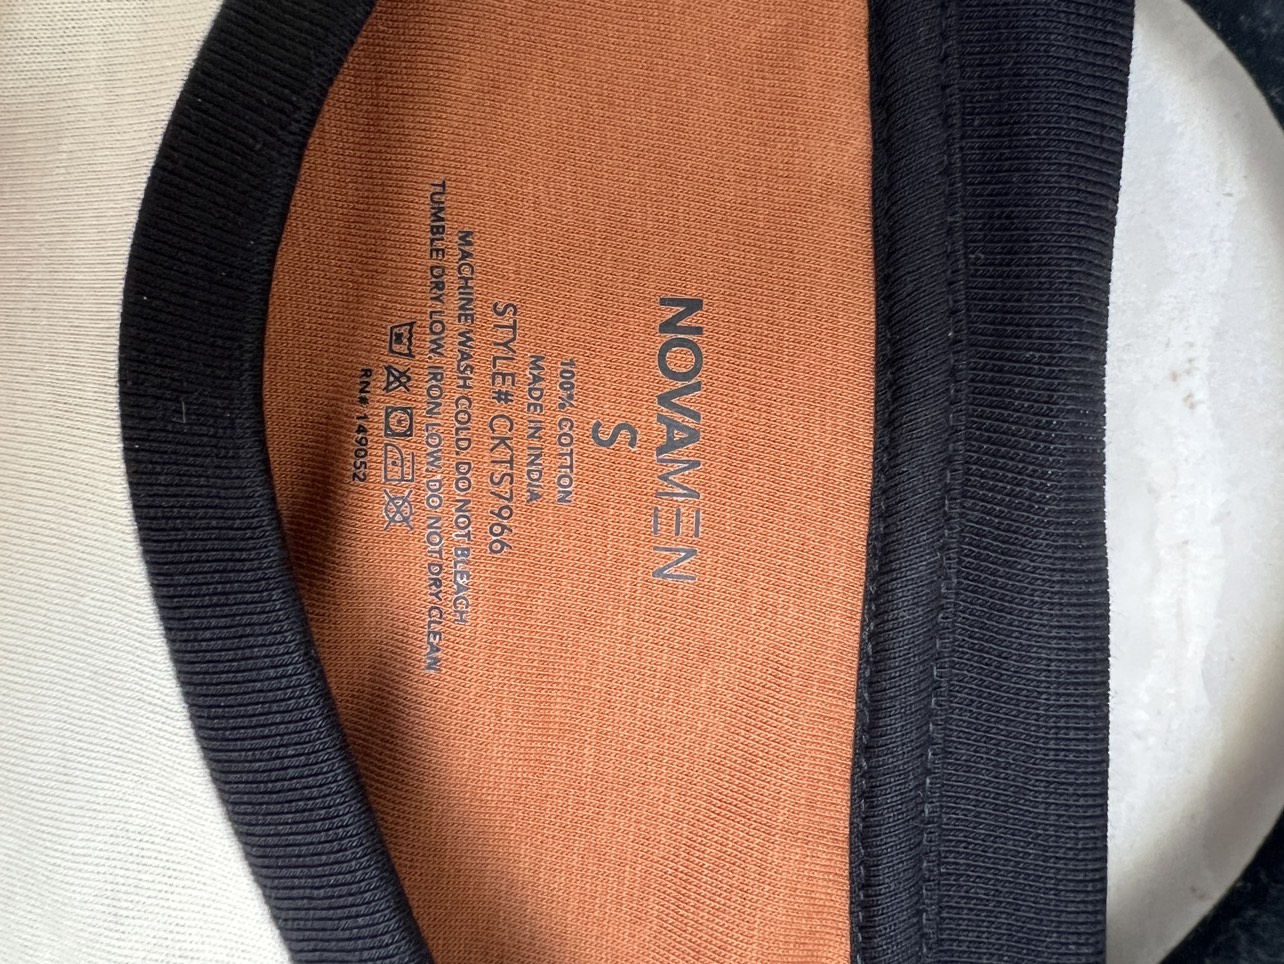 NOVAMEN
S
100% COTTON
MADE IN INDIA
STYLE# CKTS7966
MACHINE WASH COLD, DO NOT BLEACH
TUMBLE DRY LOW, IRON LOW, DO NOT DRY CLEAN
RN# 149052